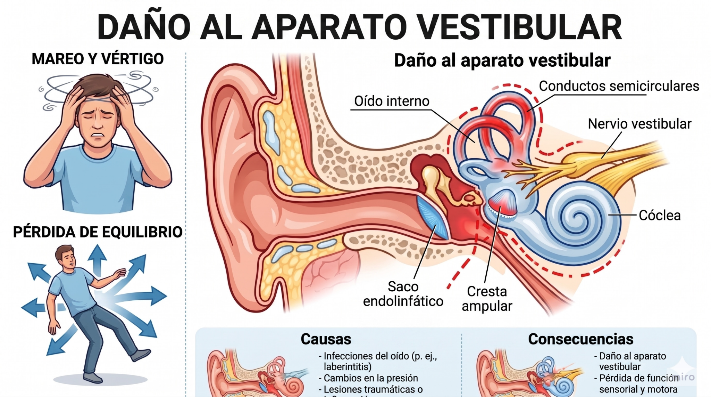 DAÑO AL APARATO VESTIBULAR
MAREO Y VÉRTIGO
PÉRDIDA DE EQUILIBRIO
Daño al aparato vestibular
Conductos semicirculares
Oído interno
Nervio vestibular
Cóclea
Saco
endolinfático
Cresta
ampular
Causas
- Infecciones del oído (p. ej.,
laberintitis)
- Cambios en la presión
- Lesiones traumáticas o
Consecuencias
- Daño al aparato
vestibular
- Pérdida de función
sensorial y motora